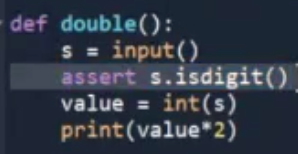 def double():
    s = input()
    assert s.isdigit()
    value = int(s)
    print(value*2)